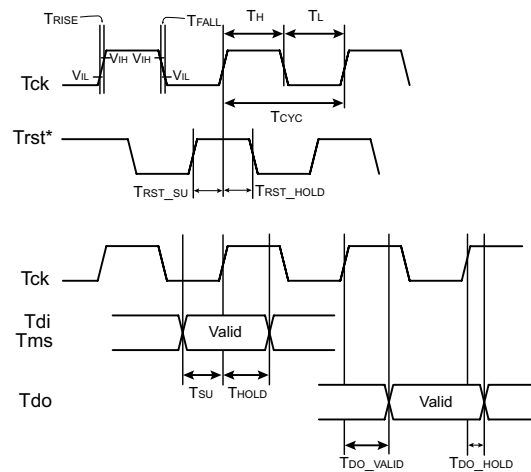 TRISE TFALL TH TL
VIL VIH VIH VIL
Tck
TCYC
Trst*
TRST_SU TRST_HOLD
Tck
Tdi
Tms
Valid
TSU THOLD
Tdo
Valid
TDO_VALID TDO_HOLD